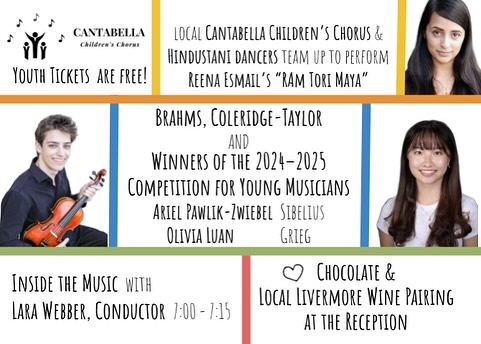 CANTABELLA
Children's Chorus
Youth Tickets are free!
local Cantabella Children's Chorus &
Hindustani dancers team up to perform
Reena Esmail's "Ram Tori Maya"
Brahms, Coleridge-Taylor
and
Winners of the 2024–2025
Competition for Young Musicians
Ariel Pawlik-Zwiebel Sibelius
Olivia Luan Grieg
Inside the Music with
Lara Webber, Conductor 7:00 - 7:15
Chocolate &
Local Livermore Wine Pairing
at the Reception